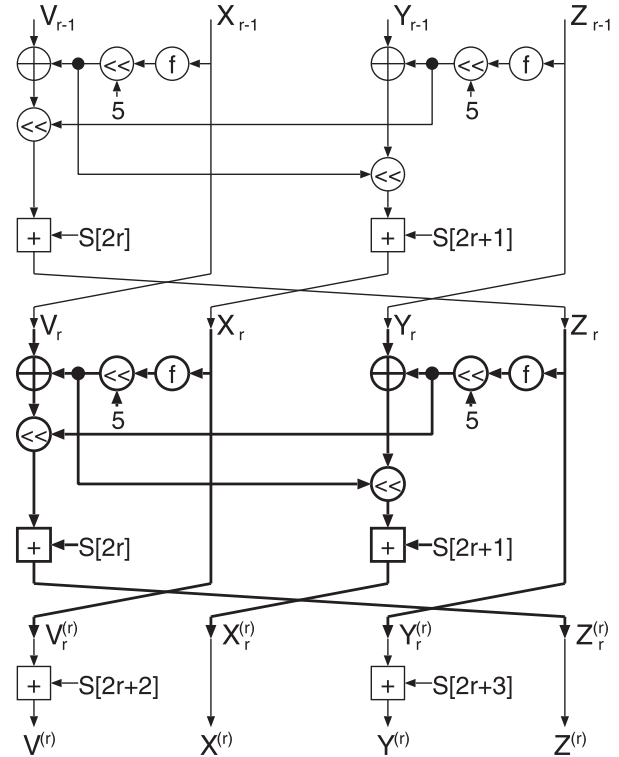 V r-1 X r-1 Y r-1 Z r-1
<< f << f
5 5
<<
<<
+ S[2r] + S[2r+1]
V r X r Y r Z r
<< f << f
5 5
<<
<<
+ S[2r] + S[2r+1]
V r (r) X r (r) Y r (r) Z r (r)
+ S[2r+2] + S[2r+3]
V (r) X (r) Y (r) Z (r)